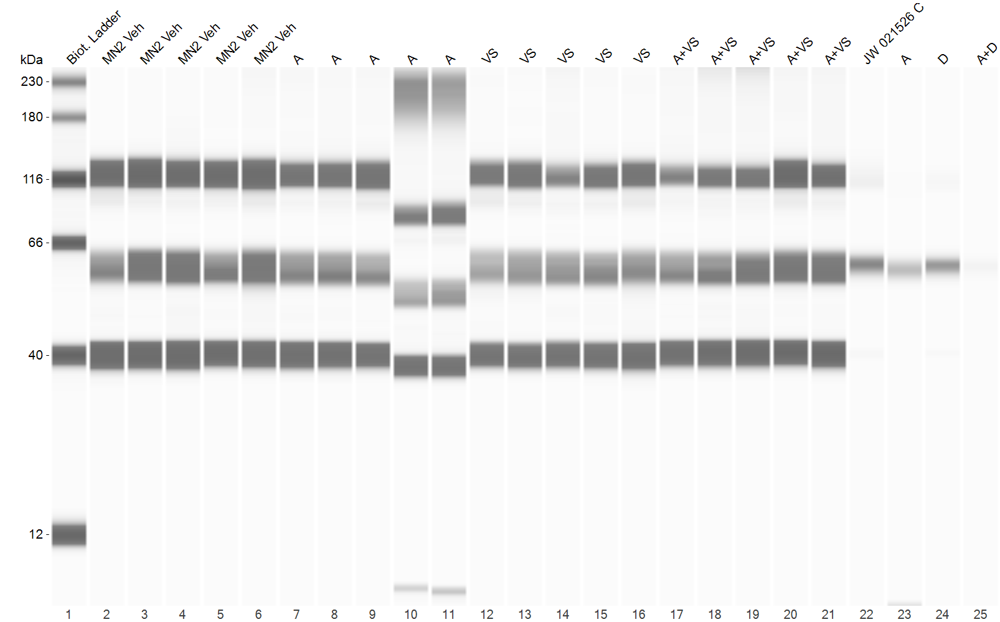 kDa
Biot. Ladder
MN2 Veh
MN2 Veh
MN2 Veh
MN2 Veh
MN2 Veh
A
A
A
A
A
VS
VS
VS
VS
VS
A+VS
A+VS
A+VS
A+VS
A+VS
JW 021526 C
A
D
A+D
230
180
116
66
40
12
1 2 3 4 5 6 7 8 9 10 11 12 13 14 15 16 17 18 19 20 21 22 23 24 25